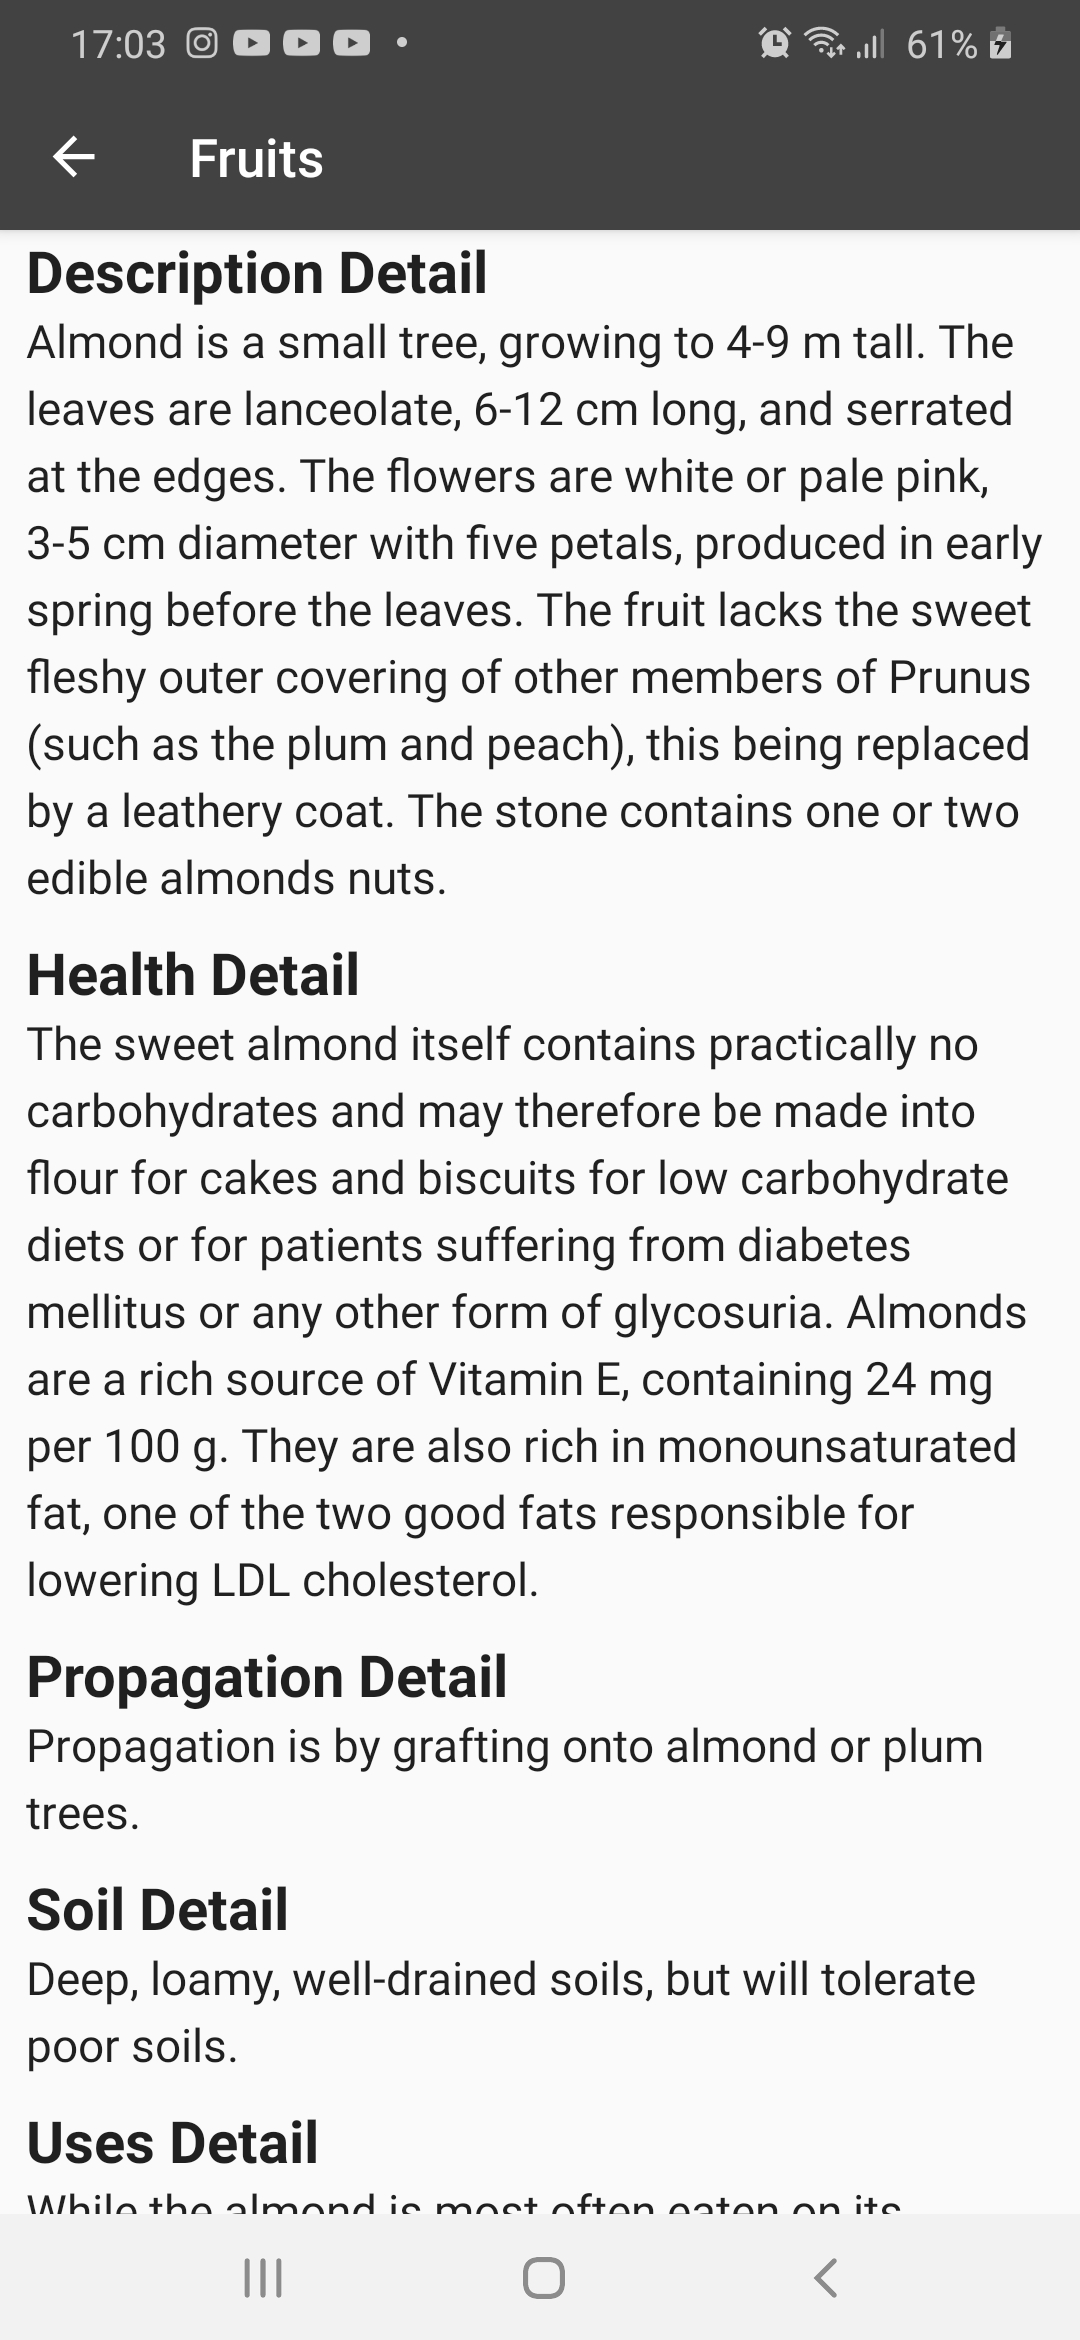 17:03 61%
Fruits
Description Detail
Almond is a small tree, growing to 4-9 m tall. The
leaves are lanceolate, 6-12 cm long, and serrated
at the edges. The flowers are white or pale pink,
3-5 cm diameter with five petals, produced in early
spring before the leaves. The fruit lacks the sweet
fleshy outer covering of other members of Prunus
(such as the plum and peach), this being replaced
by a leathery coat. The stone contains one or two
edible almonds nuts.
Health Detail
The sweet almond itself contains practically no
carbohydrates and may therefore be made into
flour for cakes and biscuits for low carbohydrate
diets or for patients suffering from diabetes
mellitus or any other form of glycosuria. Almonds
are a rich source of Vitamin E, containing 24 mg
per 100 g. They are also rich in monounsaturated
fat, one of the two good fats responsible for
lowering LDL cholesterol.
Propagation Detail
Propagation is by grafting onto almond or plum
trees.
Soil Detail
Deep, loamy, well-drained soils, but will tolerate
poor soils.
Uses Detail
While the almond is most often eaten on its